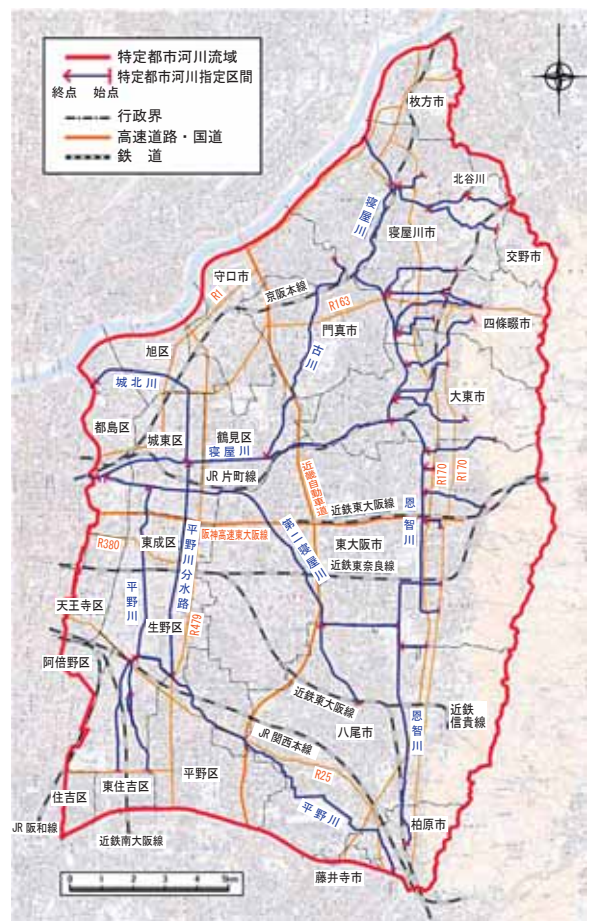 特定都市河川流域
特定都市河川指定区間
終点 始点
行政界
高速道路・国道
鉄道
枚方市
北谷川
寝屋川
寝屋川市
交野市
守口市
京阪本線
R1
R163
門真市
四條畷市
旭区
古川
城北川
大東市
都島区
城東区
鶴見区
寝屋川
JR片町線
近畿自動車道
恩智川
R170
R170
近鉄東大阪線
阪神高速東大阪線
第二寝屋川
東大阪市
R380
東成区
平野川分水路
近鉄東奈良線
天王寺区
平野川
生野区
R479
阿倍野区
近鉄東大阪線
近鉄
信貴線
八尾市
恩智川
JR関西本線
R25
平野区
東住吉区
住吉区
平野川
柏原市
JR阪和線
近鉄南大阪線
藤井寺市
0 1 2 3 4 5km